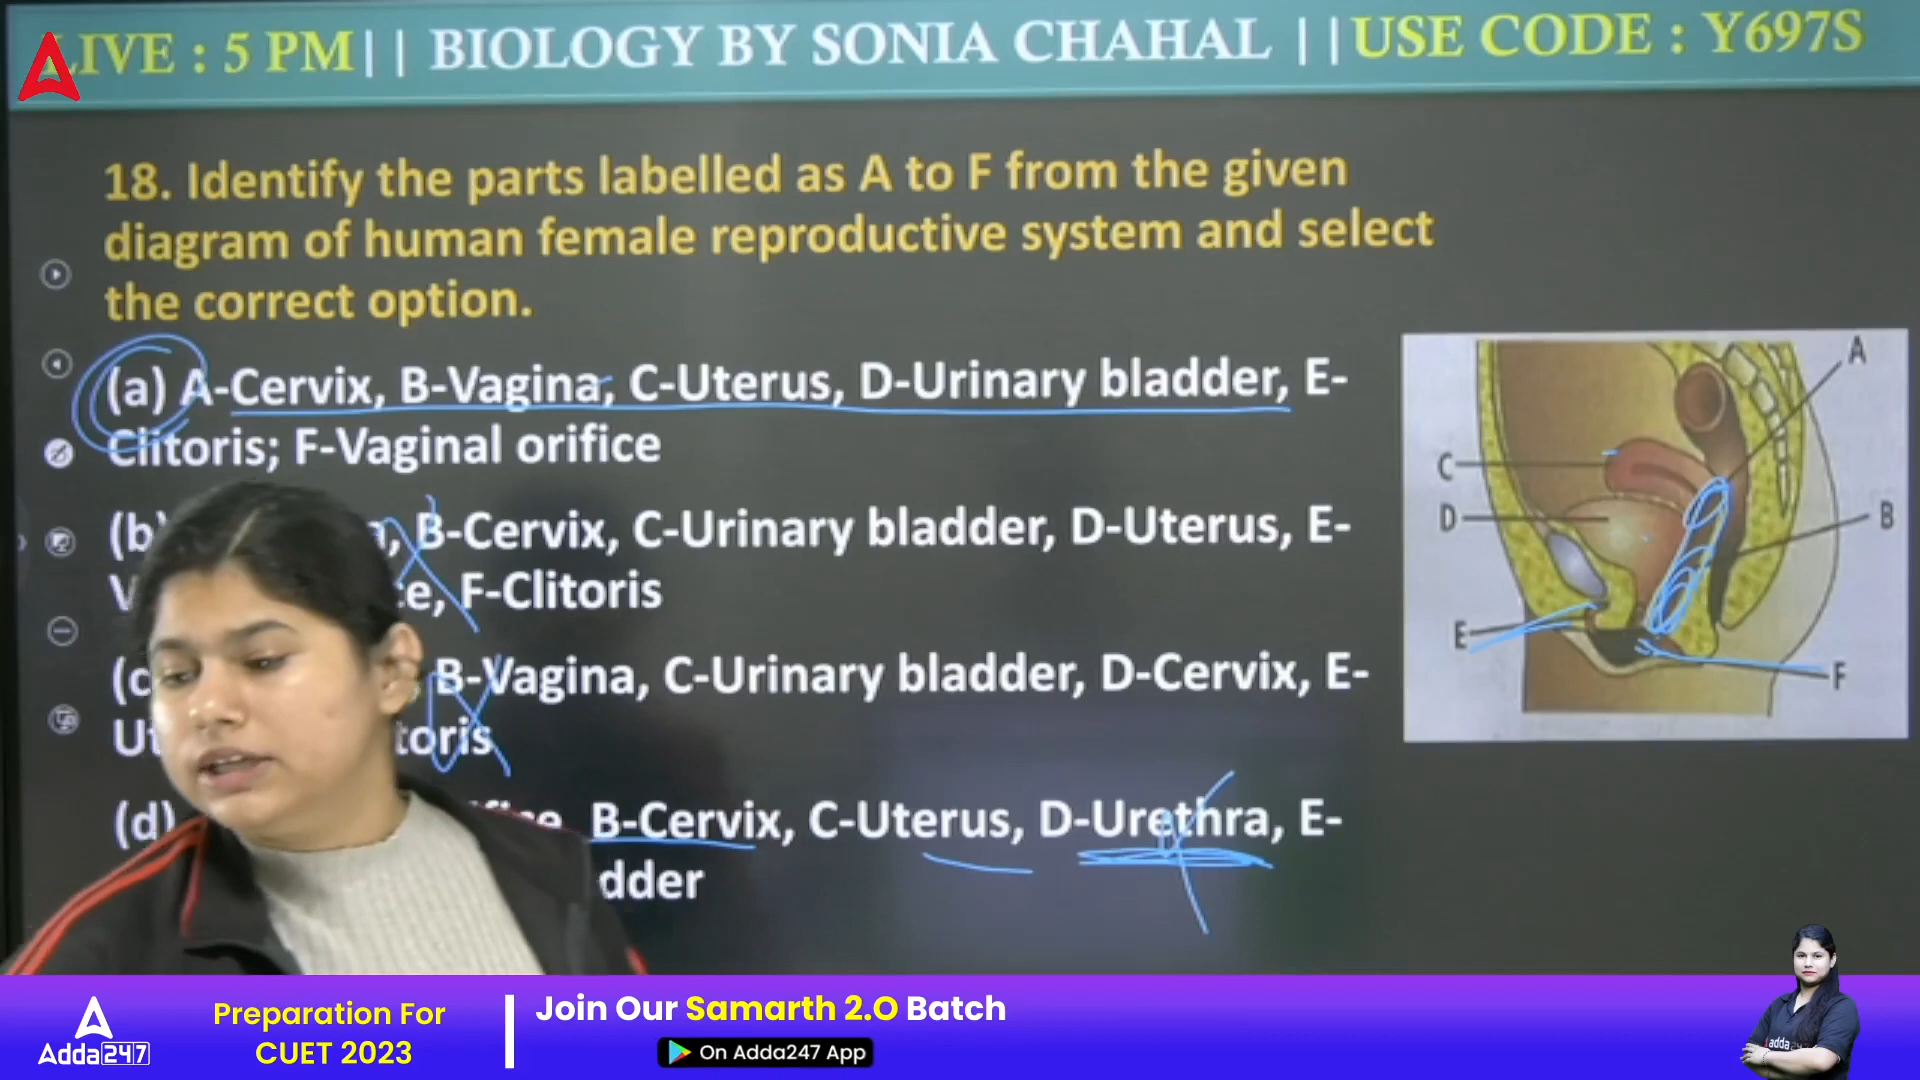 LIVE : 5 PM || BIOLOGY BY SONIA CHAHAL || USE CODE : Y697S
18. Identify the parts labelled as A to F from the given
diagram of human female reproductive system and select
the correct option.
(a) A-Cervix, B-Vagina, C-Uterus, D-Urinary bladder, E-
Clitoris; F-Vaginal orifice
(b) B-Cervix, C-Urinary bladder, D-Uterus, E-
F-Clitoris
(c B-Vagina, C-Urinary bladder, D-Cervix, E-
(d) B-Cervix, C-Uterus, D-Urethra, E-
dder
A
C
D
B
E
F
Preparation For
CUET 2023
Join Our Samarth 2.O Batch
On Adda247 App
Adda247
adda